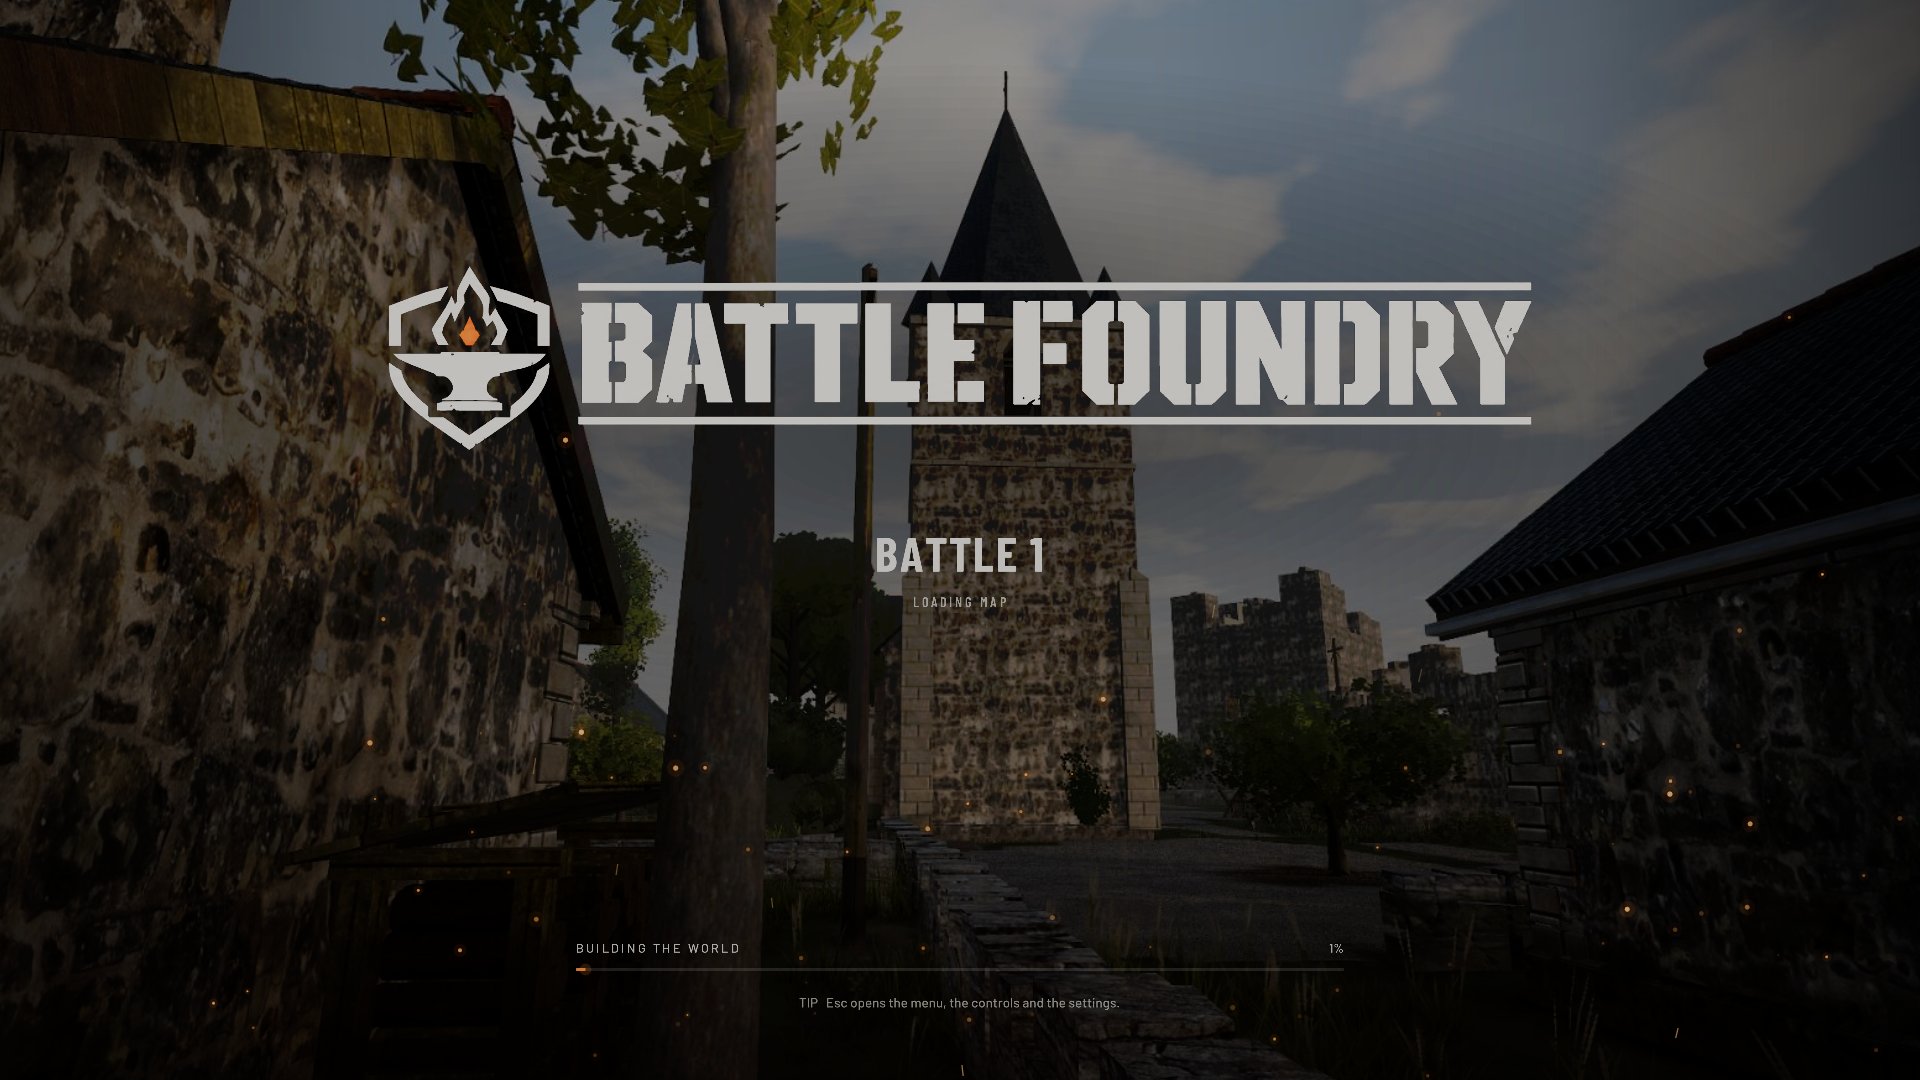 BATTLE FOUNDRY
BATTLE 1
LOADING MAP
BUILDING THE WORLD 1%
TIP Esc opens the menu, the controls and the settings.